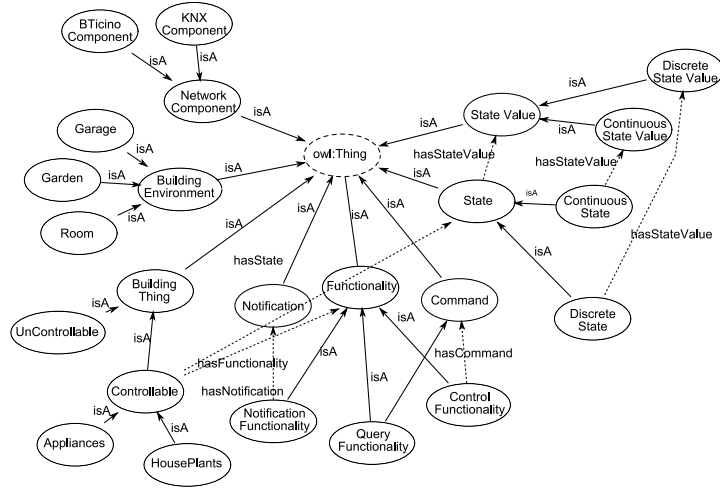 BTicino
Component
KNX
Component
isA
isA
Network
Component
isA
Discrete
State Value
isA
State Value
isA
Continuous
State Value
isA
Garage
isA
owl:Thing
hasStateValue
hasStateValue
Garden
isA
Building
Environment
isA
isA
State
isA
Continuous
State
Room
isA
isA
isA
isA
isA
hasStateValue
isA
hasState
Building
Thing
Notification
Functionality
Command
Discrete
State
UnControllable
isA
isA
hasFunctionality
isA
isA
hasCommand
Controllable
hasNotification
isA
Control
Functionality
isA
isA
Appliances
HousePlants
Notification
Functionality
Query
Functionality